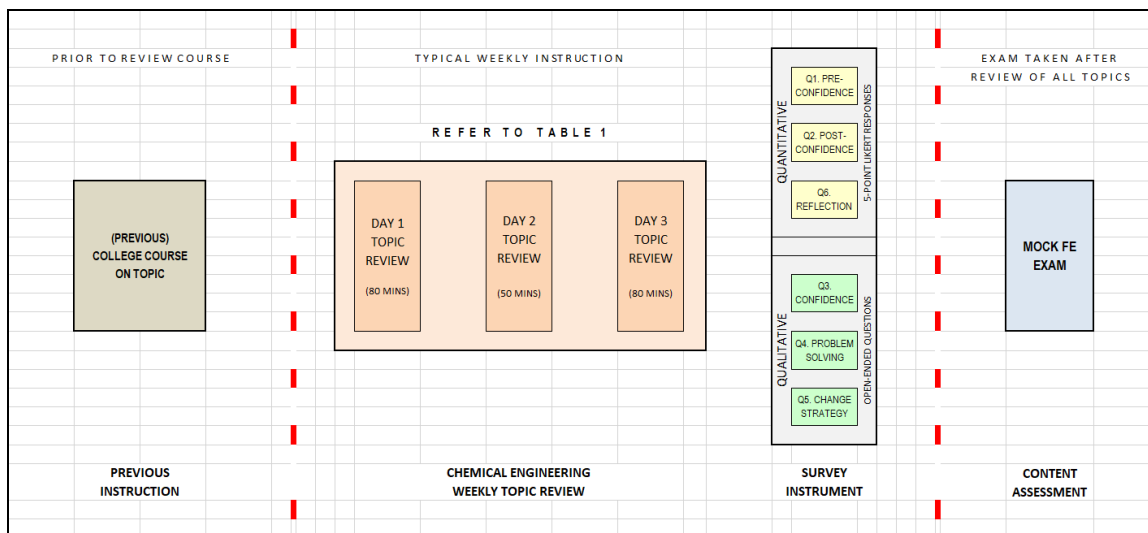 PRIOR TO REVIEW COURSE
(PREVIOUS)
COLLEGE COURSE
ON TOPIC
PREVIOUS
INSTRUCTION
TYPICAL WEEKLY INSTRUCTION
REFER TO TABLE 1
DAY 1
TOPIC
REVIEW
(80 MINS)
DAY 2
TOPIC
REVIEW
(50 MINS)
DAY 3
TOPIC
REVIEW
(80 MINS)
CHEMICAL ENGINEERING
WEEKLY TOPIC REVIEW
QUANTITATIVE
Q1. PRE-
CONFIDENCE
Q2. POST-
CONFIDENCE
Q6.
REFLECTION
5-POINT LIKERT RESPONSES
QUALITATIVE
Q3.
CONFIDENCE
Q4. PROBLEM
SOLVING
Q5. CHANGE
STRATEGY
OPEN-ENDED QUESTIONS
SURVEY
INSTRUMENT
EXAM TAKEN AFTER
REVIEW OF ALL TOPICS
MOCK FE
EXAM
CONTENT
ASSESSMENT